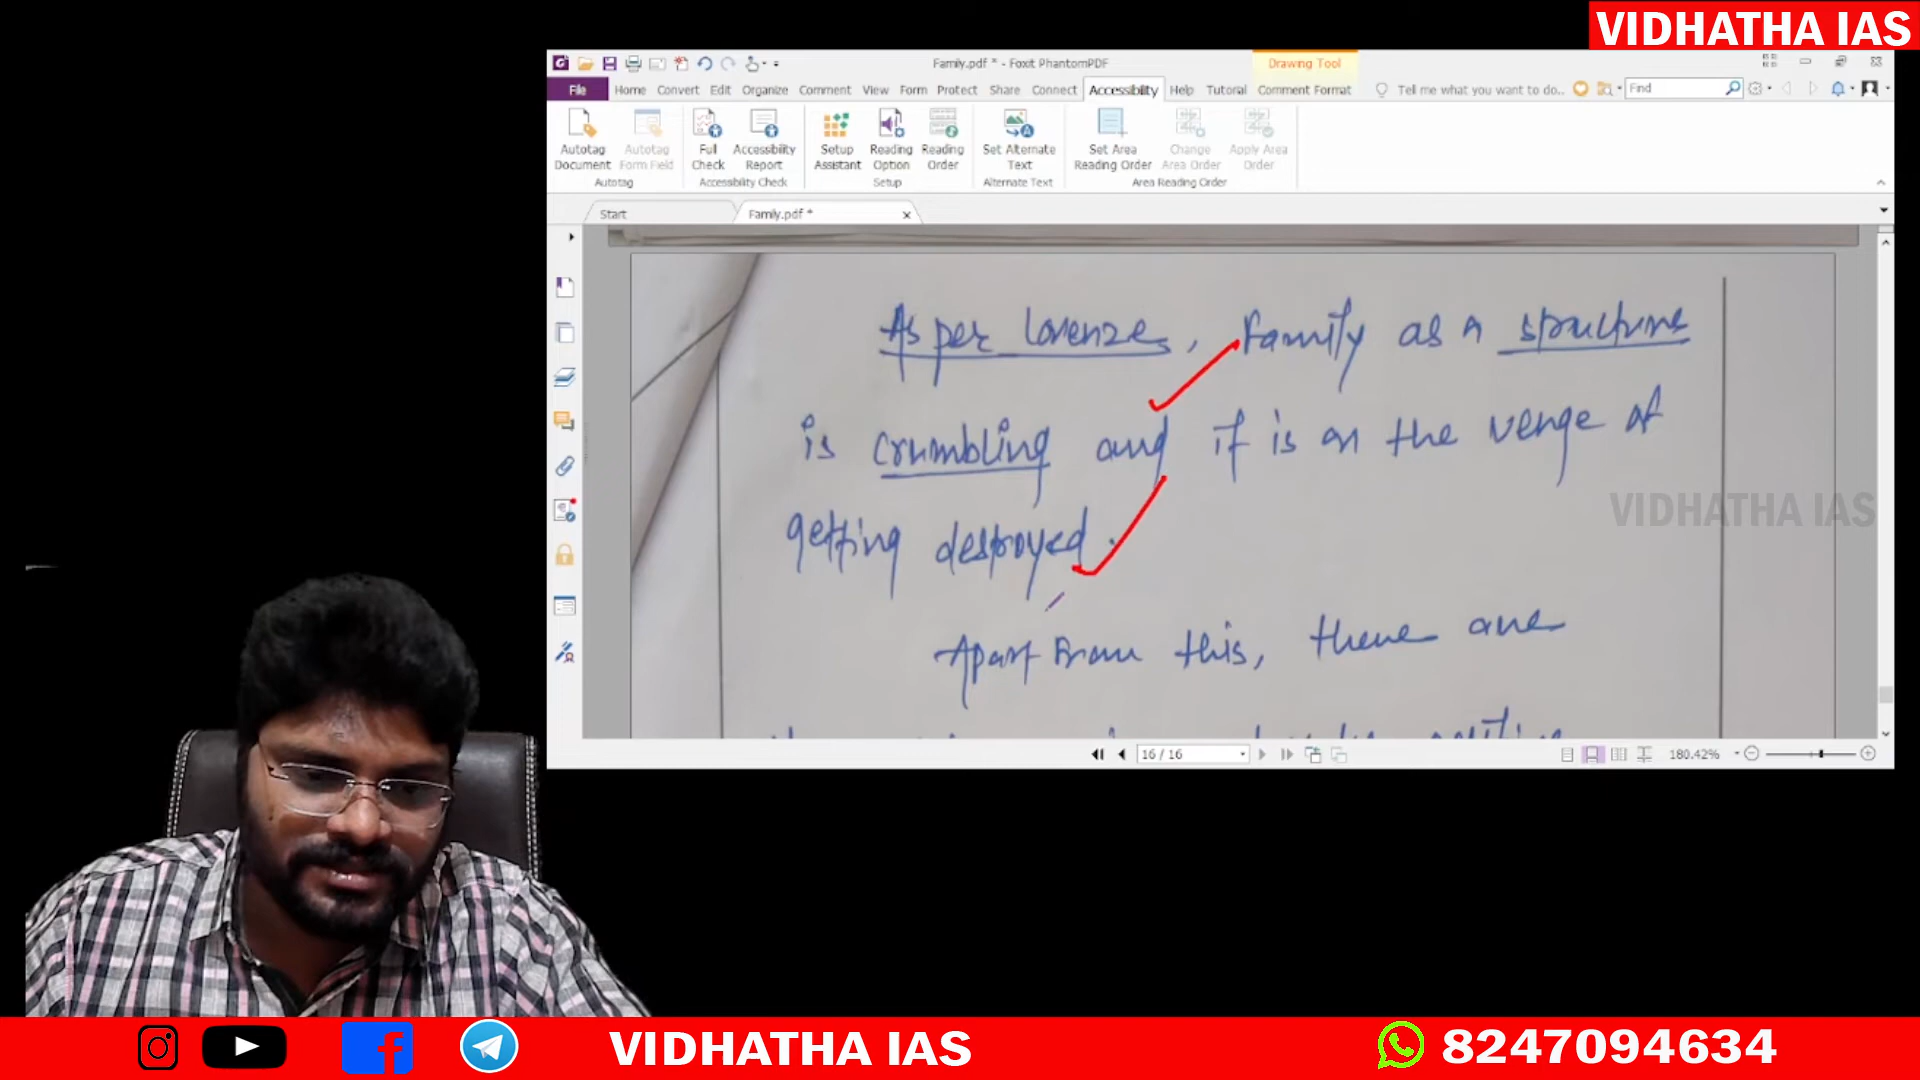 VIDHATHA IAS
Family.pdf * - Foxit PhantomPDF
Drawing Tool
File Home Convert Edit Organize Comment View Form Protect Share Connect Accessibility Help Tutorial Comment Format Tell me what you want to do.. Find
Autotag Document
Autotag Form Field
Full Check
Accessibility Report
Setup Assistant
Reading Option
Reading Order
Set Alternate Text
Set Area Reading Order
Change Area Order
Apply Area Order
Autotag Accessibility Check Setup Alternate Text Area Reading Order
Start Family.pdf *
As per Lorenzes, Family as a structure
is crumbling and it is on the verge of
getting destroyed.
Apart from this, there are
VIDHATHA IAS
16 / 16
180.42%
VIDHATHA IAS
8247094634